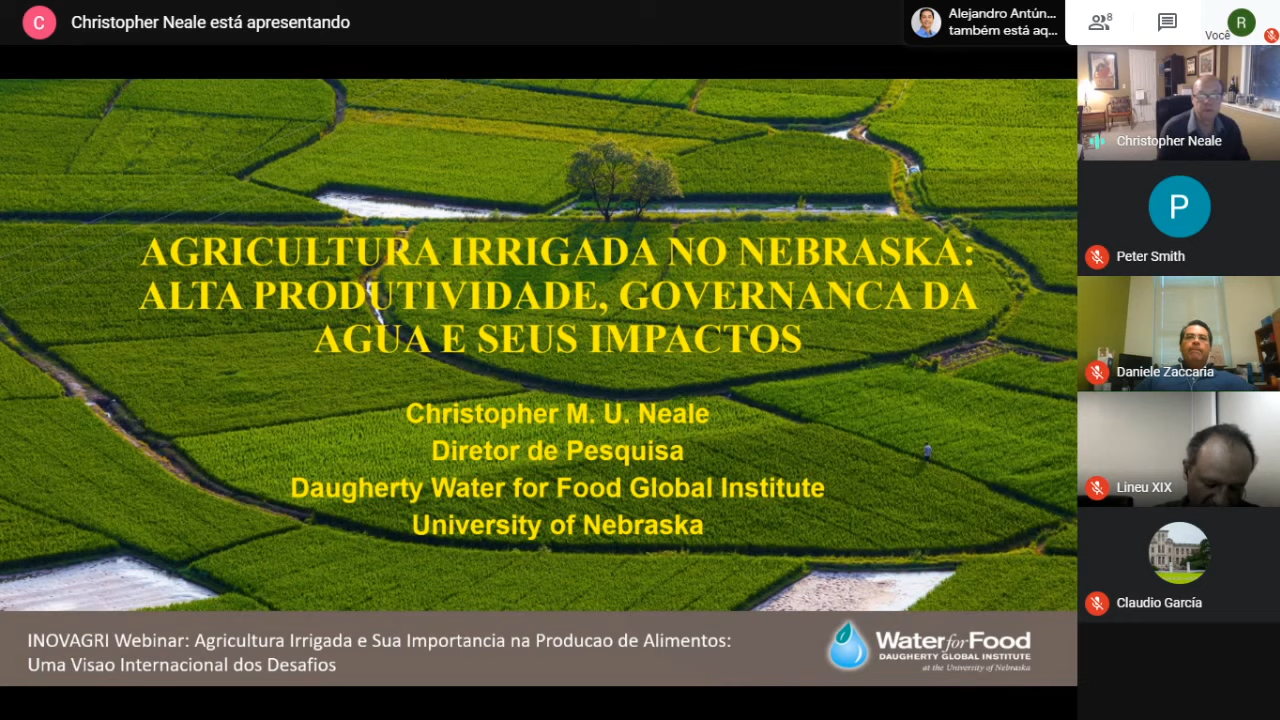 C
Christopher Neale está apresentando
Alejandro Antún...
também está aq...
8
Você
R
AGRICULTURA IRRIGADA NO NEBRASKA:
ALTA PRODUTIVIDADE, GOVERNANCA DA
AGUA E SEUS IMPACTOS
Christopher M. U. Neale
Diretor de Pesquisa
Daugherty Water for Food Global Institute
University of Nebraska
INOVAGRI Webinar: Agricultura Irrigada e Sua Importancia na Producao de Alimentos:
Uma Visao Internacional dos Desafios
Water for Food
DAUGHERTY GLOBAL INSTITUTE
at the University of Nebraska
Christopher Neale
P
Peter Smith
Daniele Zaccaria
Lineu XIX
Claudio García